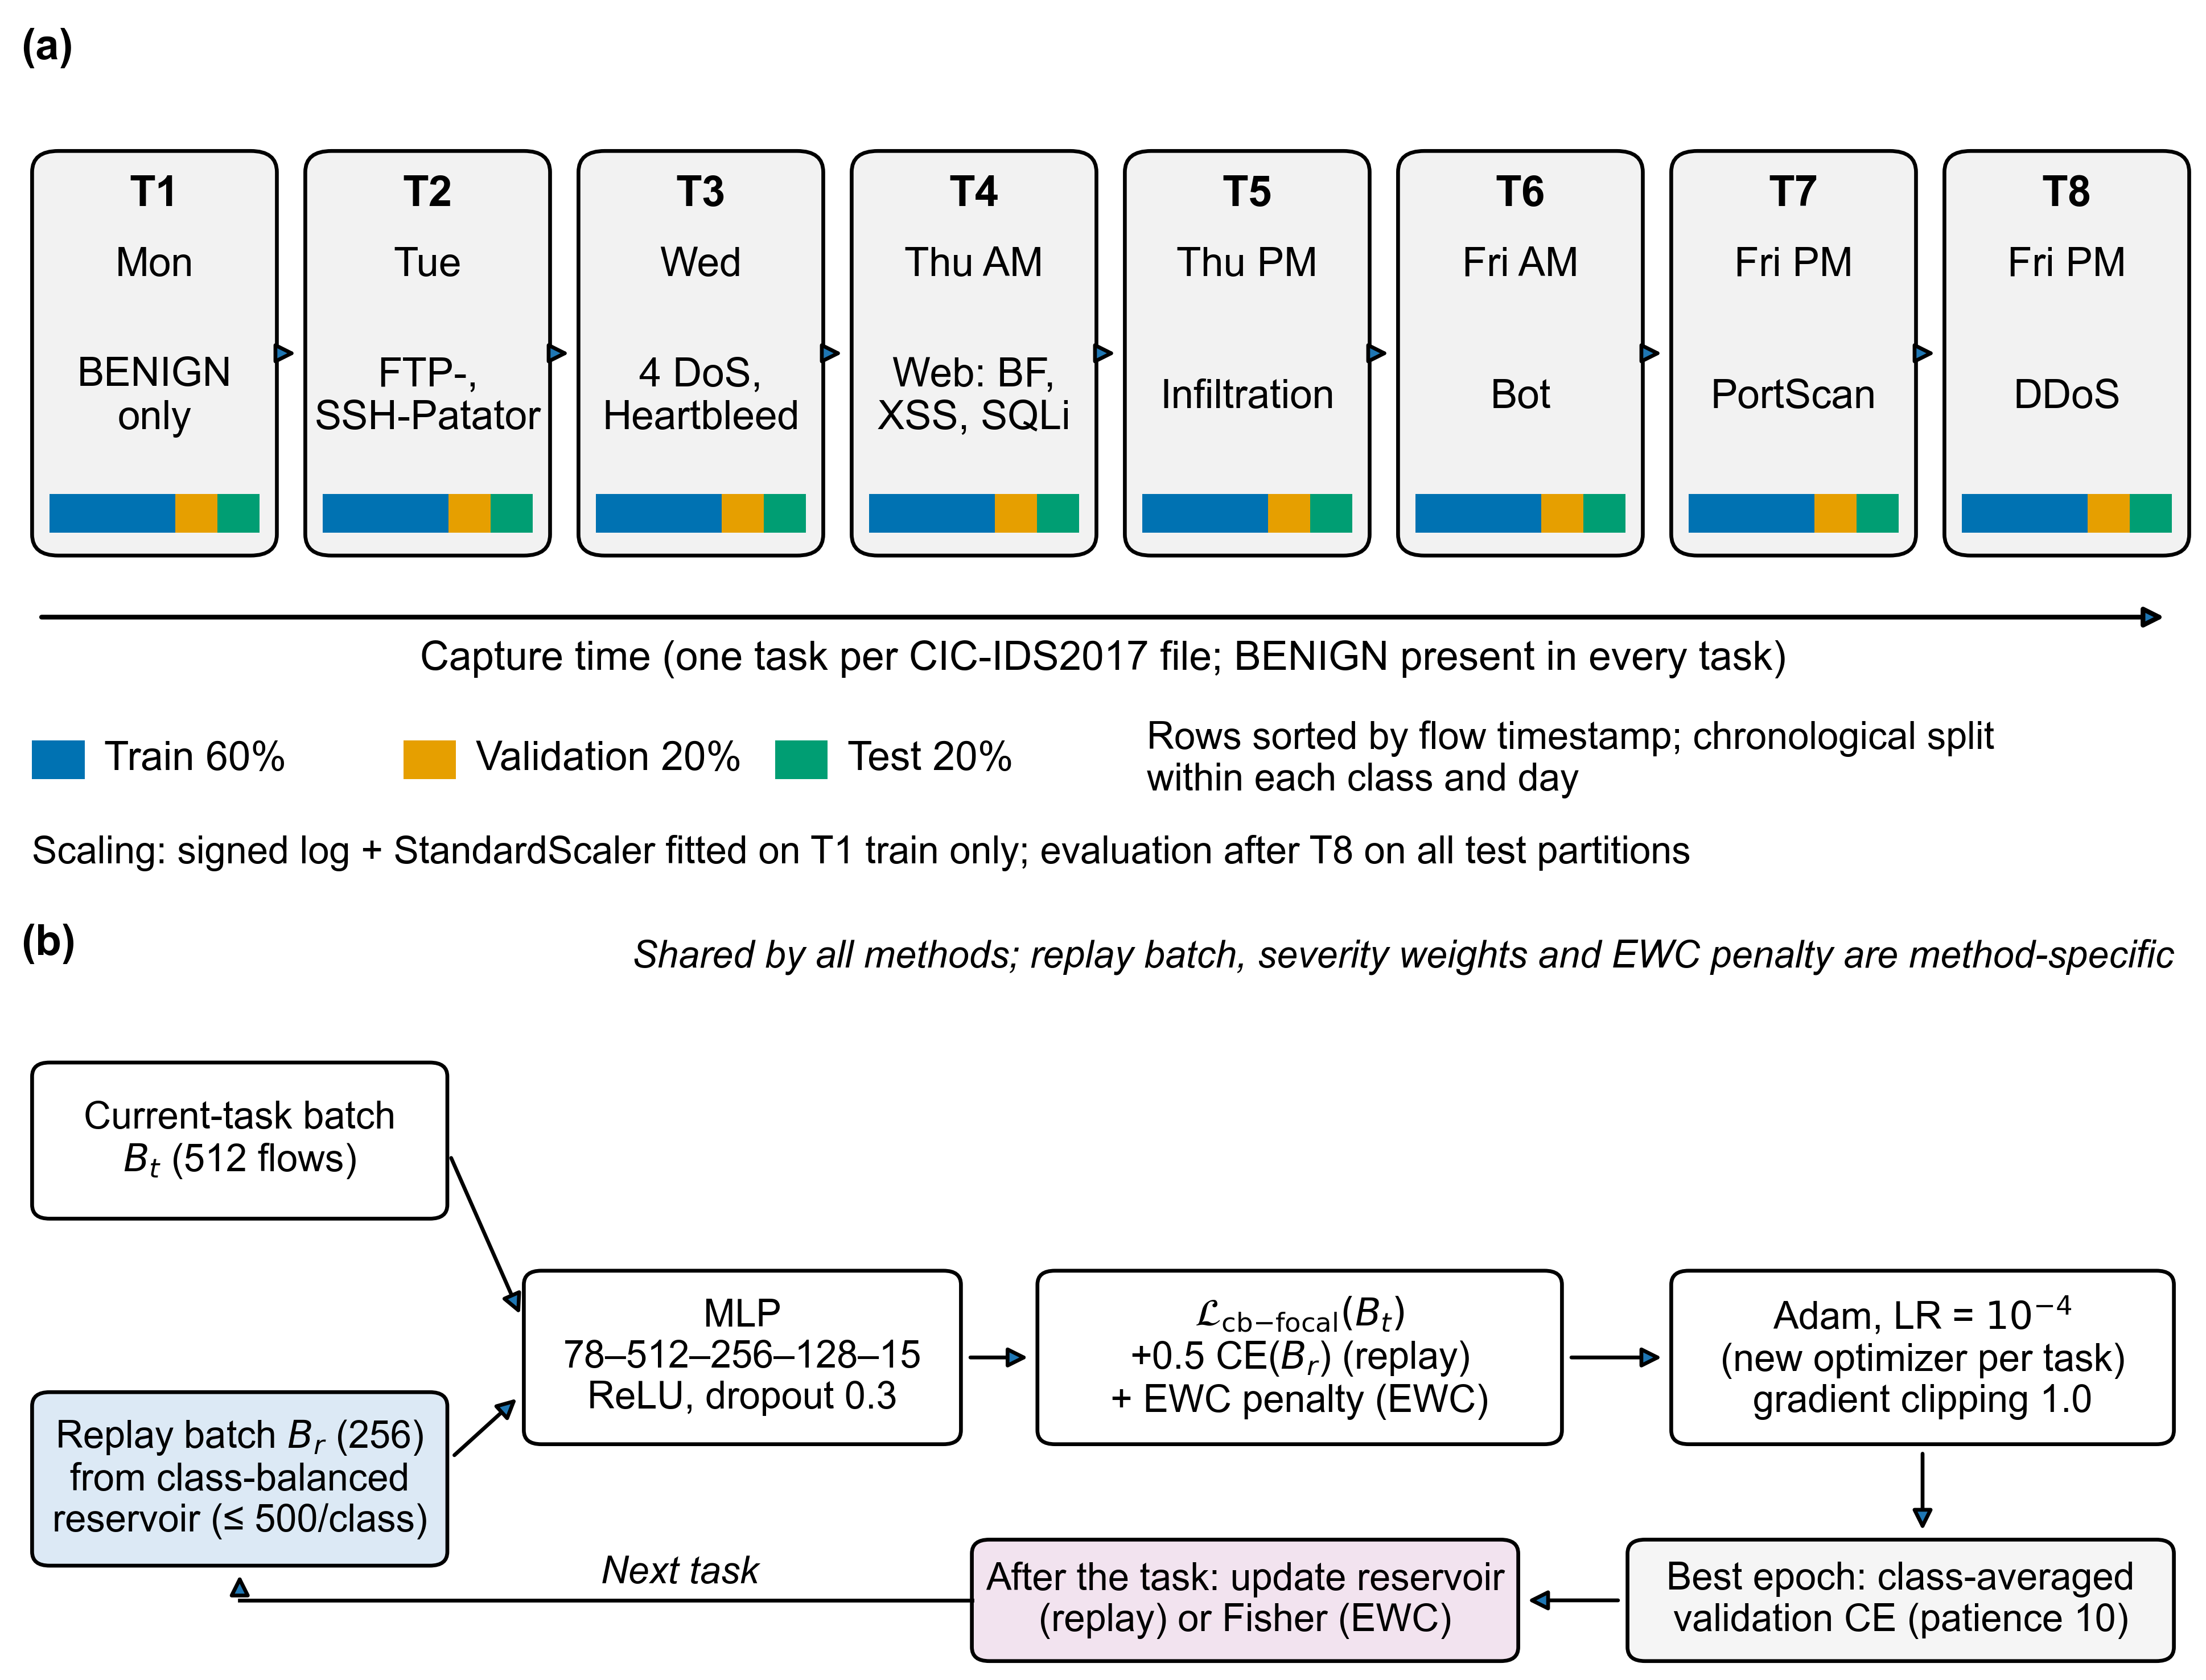 (a)
T1
Mon
BENIGN
only
T2
Tue
FTP-,
SSH-Patator
T3
Wed
4 DoS,
Heartbleed
T4
Thu AM
Web: BF,
XSS, SQLi
T5
Thu PM
Infiltration
T6
Fri AM
Bot
T7
Fri PM
PortScan
T8
Fri PM
DDoS
Capture time (one task per CIC-IDS2017 file; BENIGN present in every task)
Train 60%
Validation 20%
Test 20%
Rows sorted by flow timestamp; chronological split
within each class and day
Scaling: signed log + StandardScaler fitted on T1 train only; evaluation after T8 on all test partitions
(b)
Shared by all methods; replay batch, severity weights and EWC penalty are method-specific
Current-task batch
$B_t$ (512 flows)
Replay batch $B_r$ (256)
from class-balanced
reservoir (≤ 500/class)
MLP
78–512–256–128–15
ReLU, dropout 0.3
$\mathcal{L}_{\mathrm{cb-focal}}(B_t)$
+0.5 CE($B_r$) (replay)
+ EWC penalty (EWC)
Adam, LR = $10^{-4}$
(new optimizer per task)
gradient clipping 1.0
Best epoch: class-averaged
validation CE (patience 10)
After the task: update reservoir
(replay) or Fisher (EWC)
Next task